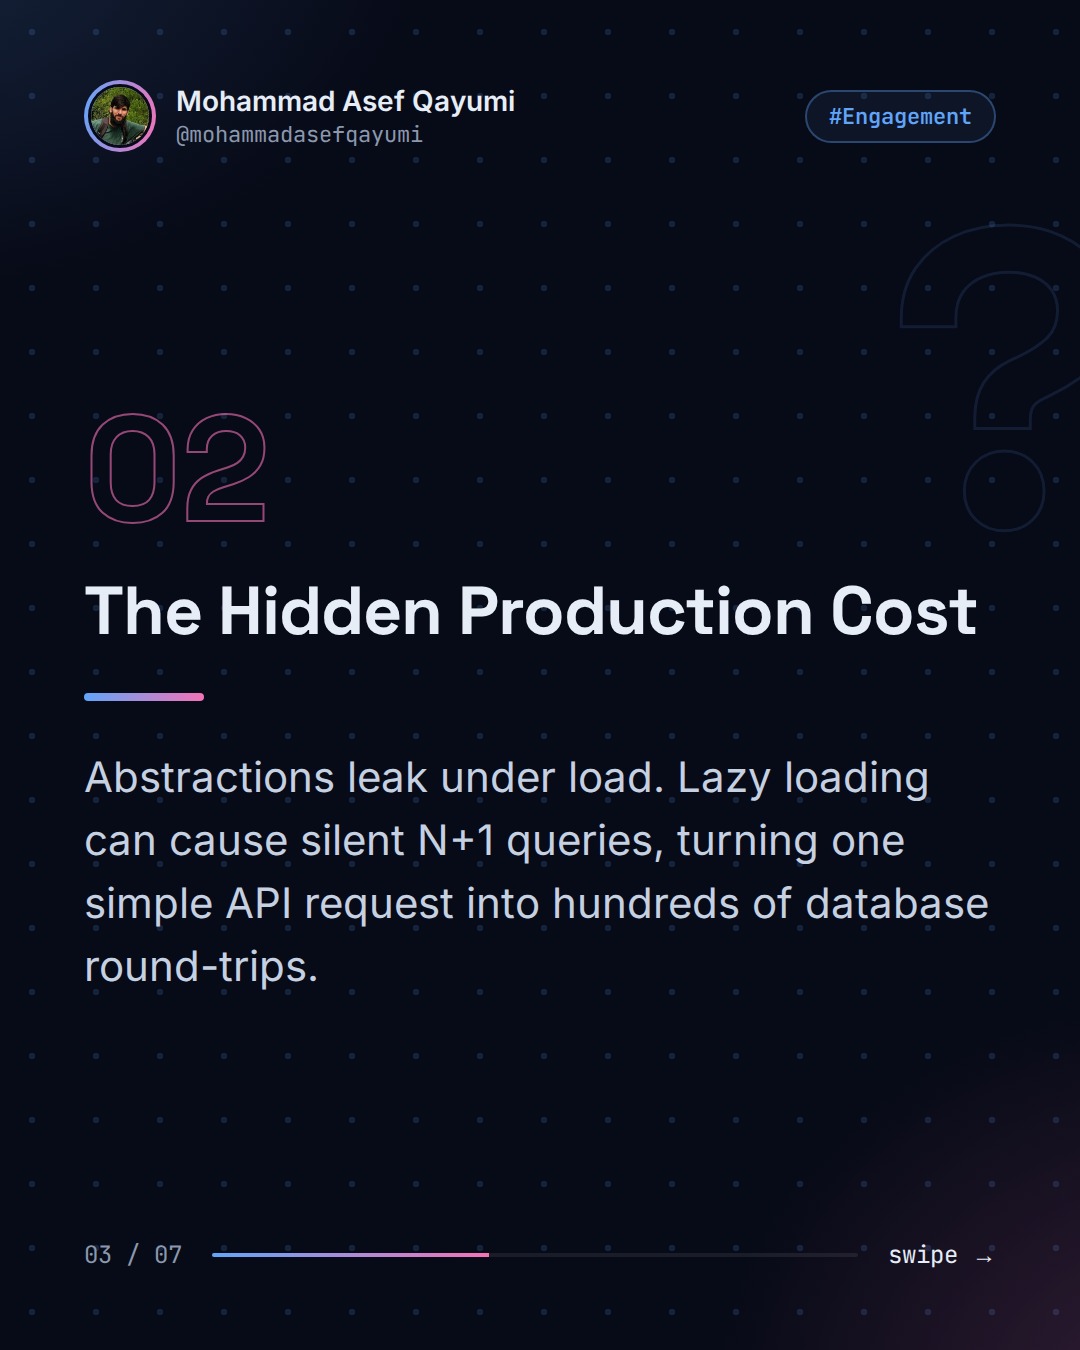 Mohammad Asef Qayumi
@mohammadasefqayumi
#Engagement
?
02
The Hidden Production Cost
Abstractions leak under load. Lazy loading
can cause silent N+1 queries, turning one
simple API request into hundreds of database
round-trips.
03 / 07
swipe →